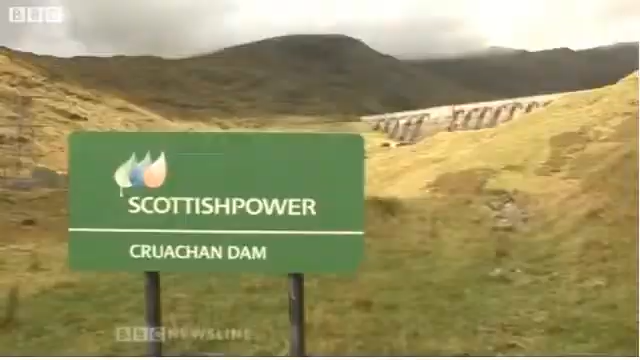 BBC
SCOTTISHPOWER
CRUACHAN DAM
BBC NEWSLINE